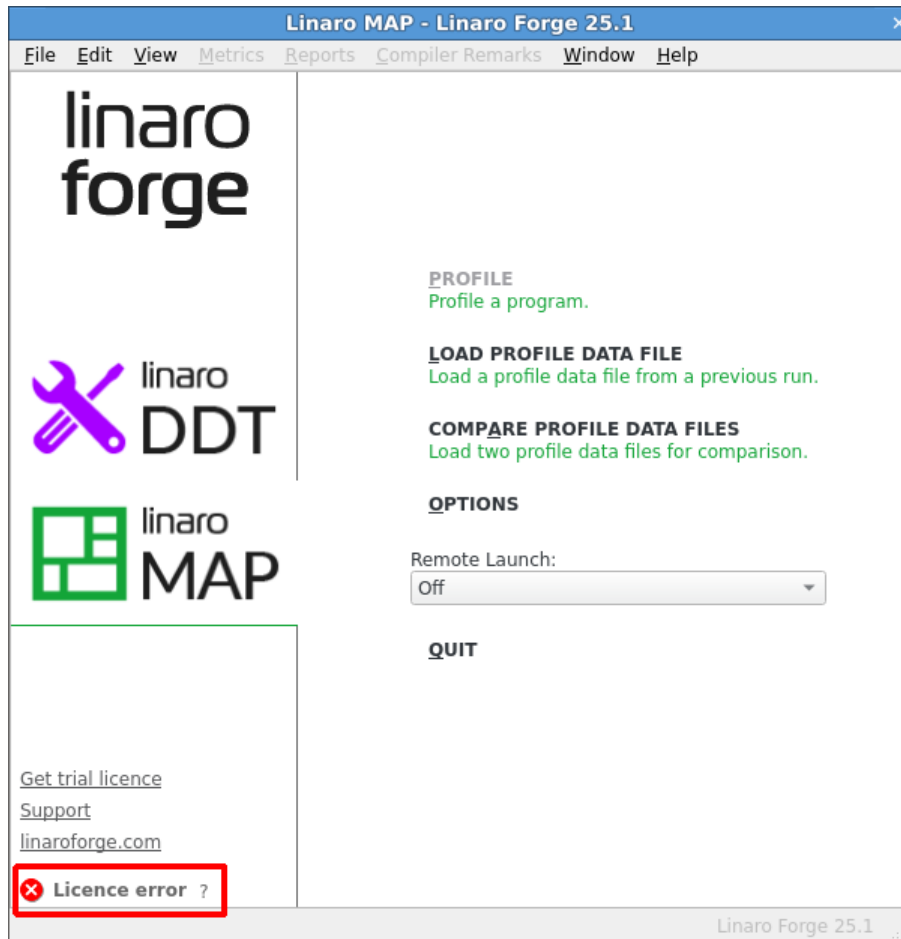 Linaro MAP - Linaro Forge 25.1
File Edit View Metrics Reports Compiler Remarks Window Help
linaro
forge
linaro
DDT
linaro
MAP
PROFILE
Profile a program.
LOAD PROFILE DATA FILE
Load a profile data file from a previous run.
COMPARE PROFILE DATA FILES
Load two profile data files for comparison.
OPTIONS
Remote Launch:
Off
QUIT
Get trial licence
Support
linaroforge.com
Licence error ?
Linaro Forge 25.1